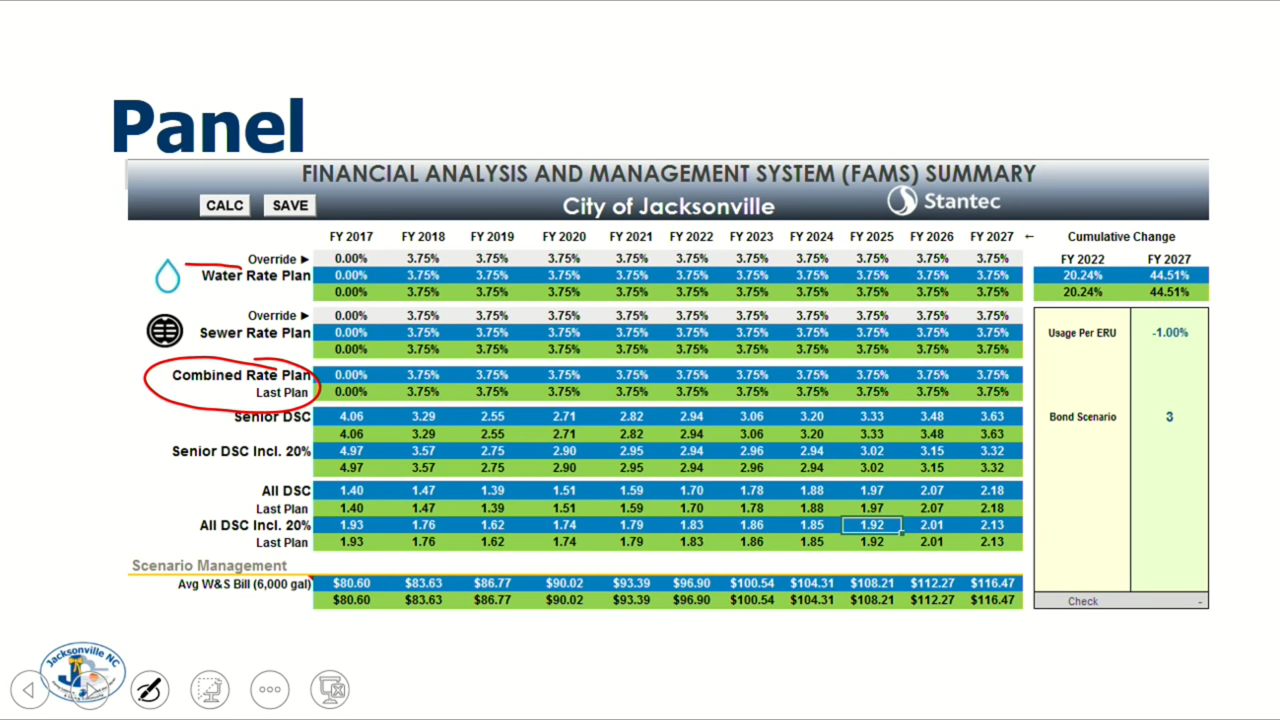 Panel
FINANCIAL ANALYSIS AND MANAGEMENT SYSTEM (FAMS) SUMMARY
CALC SAVE City of Jacksonville Stantec
FY 2017 FY 2018 FY 2019 FY 2020 FY 2021 FY 2022 FY 2023 FY 2024 FY 2025 FY 2026 FY 2027 ← Cumulative Change
Override ► 0.00% 3.75% 3.75% 3.75% 3.75% 3.75% 3.75% 3.75% 3.75% 3.75% 3.75% FY 2022 FY 2027
Water Rate Plan 0.00% 3.75% 3.75% 3.75% 3.75% 3.75% 3.75% 3.75% 3.75% 3.75% 3.75% 20.24% 44.51%
0.00% 3.75% 3.75% 3.75% 3.75% 3.75% 3.75% 3.75% 3.75% 3.75% 3.75% 20.24% 44.51%
Override ► 0.00% 3.75% 3.75% 3.75% 3.75% 3.75% 3.75% 3.75% 3.75% 3.75% 3.75%
Sewer Rate Plan 0.00% 3.75% 3.75% 3.75% 3.75% 3.75% 3.75% 3.75% 3.75% 3.75% 3.75% Usage Per ERU -1.00%
0.00% 3.75% 3.75% 3.75% 3.75% 3.75% 3.75% 3.75% 3.75% 3.75% 3.75%
Combined Rate Plan 0.00% 3.75% 3.75% 3.75% 3.75% 3.75% 3.75% 3.75% 3.75% 3.75% 3.75%
Last Plan 0.00% 3.75% 3.75% 3.75% 3.75% 3.75% 3.75% 3.75% 3.75% 3.75% 3.75%
Senior DSC 4.06 3.29 2.55 2.71 2.82 2.94 3.06 3.20 3.33 3.48 3.63 Bond Scenario 3
4.06 3.29 2.55 2.71 2.82 2.94 3.06 3.20 3.33 3.48 3.63
Senior DSC Incl. 20% 4.97 3.57 2.75 2.90 2.95 2.94 2.96 2.94 3.02 3.15 3.32
4.97 3.57 2.75 2.90 2.95 2.94 2.96 2.94 3.02 3.15 3.32
All DSC 1.40 1.47 1.39 1.51 1.59 1.70 1.78 1.88 1.97 2.07 2.18
Last Plan 1.40 1.47 1.39 1.51 1.59 1.70 1.78 1.88 1.97 2.07 2.18
All DSC Incl. 20% 1.93 1.76 1.62 1.74 1.79 1.83 1.86 1.85 1.92 2.01 2.13
Last Plan 1.93 1.76 1.62 1.74 1.79 1.83 1.86 1.85 1.92 2.01 2.13
Scenario Management
Avg W&S Bill (6,000 gal) $80.60 $83.63 $86.77 $90.02 $93.39 $96.90 $100.54 $104.31 $108.21 $112.27 $116.47
$80.60 $83.63 $86.77 $90.02 $93.39 $96.90 $100.54 $104.31 $108.21 $112.27 $116.47
Check -
Jacksonville NC